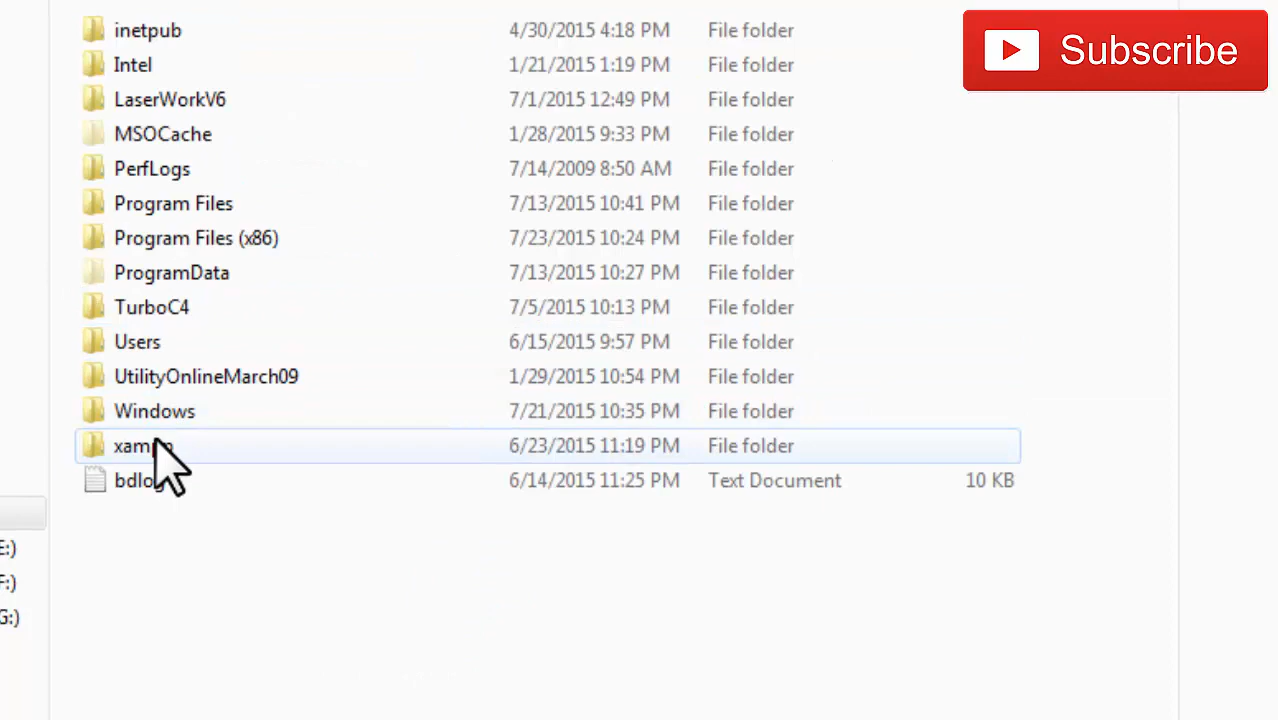 inetpub 4/30/2015 4:18 PM File folder
Subscribe
Intel 1/21/2015 1:19 PM File folder
LaserWorkV6 7/1/2015 12:49 PM File folder
MSOCache 1/28/2015 9:33 PM File folder
PerfLogs 7/14/2009 8:50 AM File folder
Program Files 7/13/2015 10:41 PM File folder
Program Files (x86) 7/23/2015 10:24 PM File folder
ProgramData 7/13/2015 10:27 PM File folder
TurboC4 7/5/2015 10:13 PM File folder
Users 6/15/2015 9:57 PM File folder
UtilityOnlineMarch09 1/29/2015 10:54 PM File folder
Windows 7/21/2015 10:35 PM File folder
xampp 6/23/2015 11:19 PM File folder
bdlog 6/14/2015 11:25 PM Text Document 10 KB
E:)
F:)
G:)